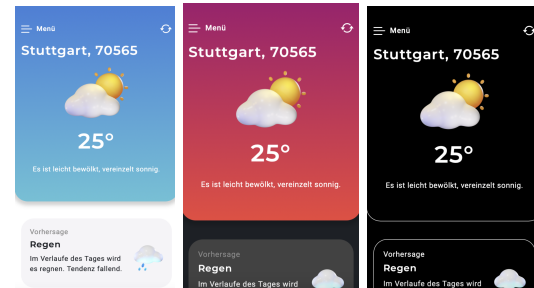 Menü
Stuttgart, 70565
25°
Es ist leicht bewölkt, vereinzelt sonnig.
Vorhersage
Regen
Im Verlaufe des Tages wird
es regnen. Tendenz fallend.
Menü
Stuttgart, 70565
25°
Es ist leicht bewölkt, vereinzelt sonnig.
Vorhersage
Regen
Im Verlaufe des Tages wird
Menü
Stuttgart, 70565
25°
Es ist leicht bewölkt, vereinzelt sonnig.
Vorhersage
Regen
Im Verlaufe des Tages wird